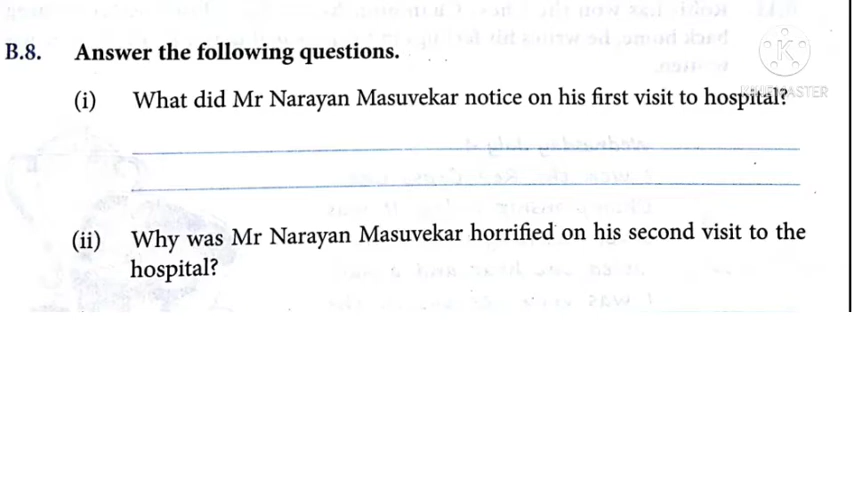 B.8. Answer the following questions.
K
KINEMASTER
(i) What did Mr Narayan Masuvekar notice on his first visit to hospital?
(ii) Why was Mr Narayan Masuvekar horrified on his second visit to the
hospital?